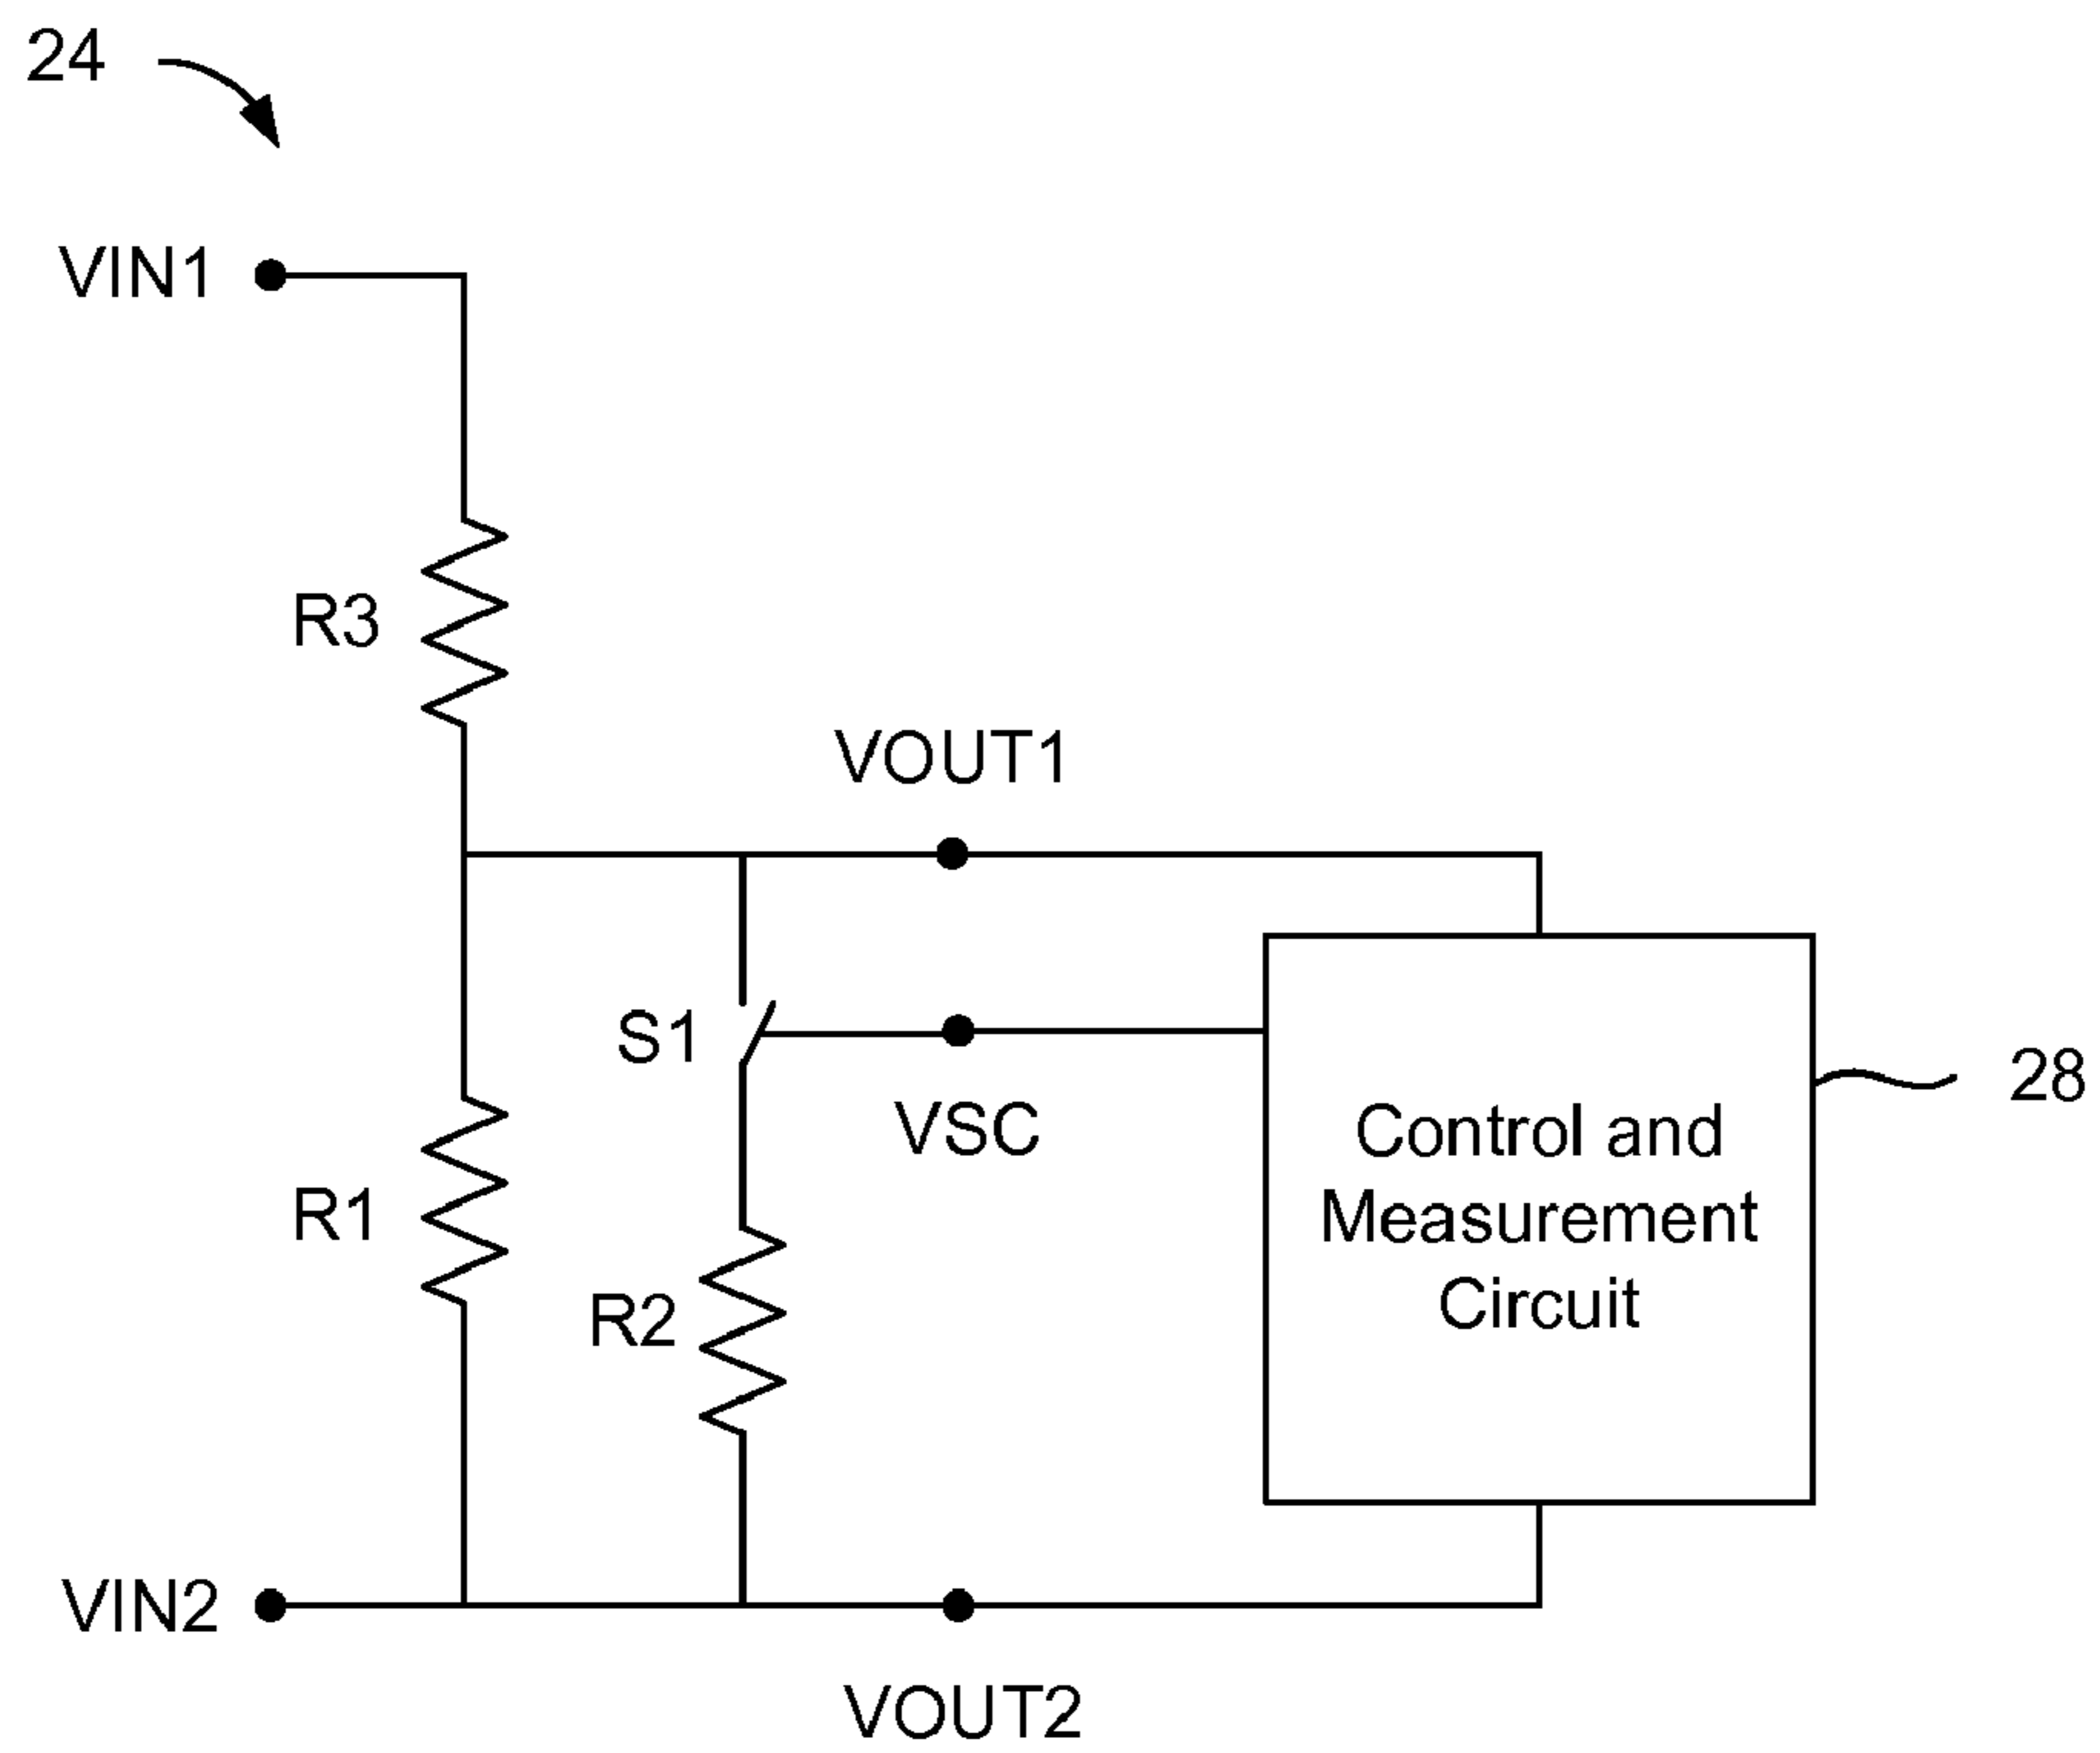 24
VIN1
R3
VOUT1
S1
VSC
28
Control and
Measurement
Circuit
R1
R2
VIN2
VOUT2